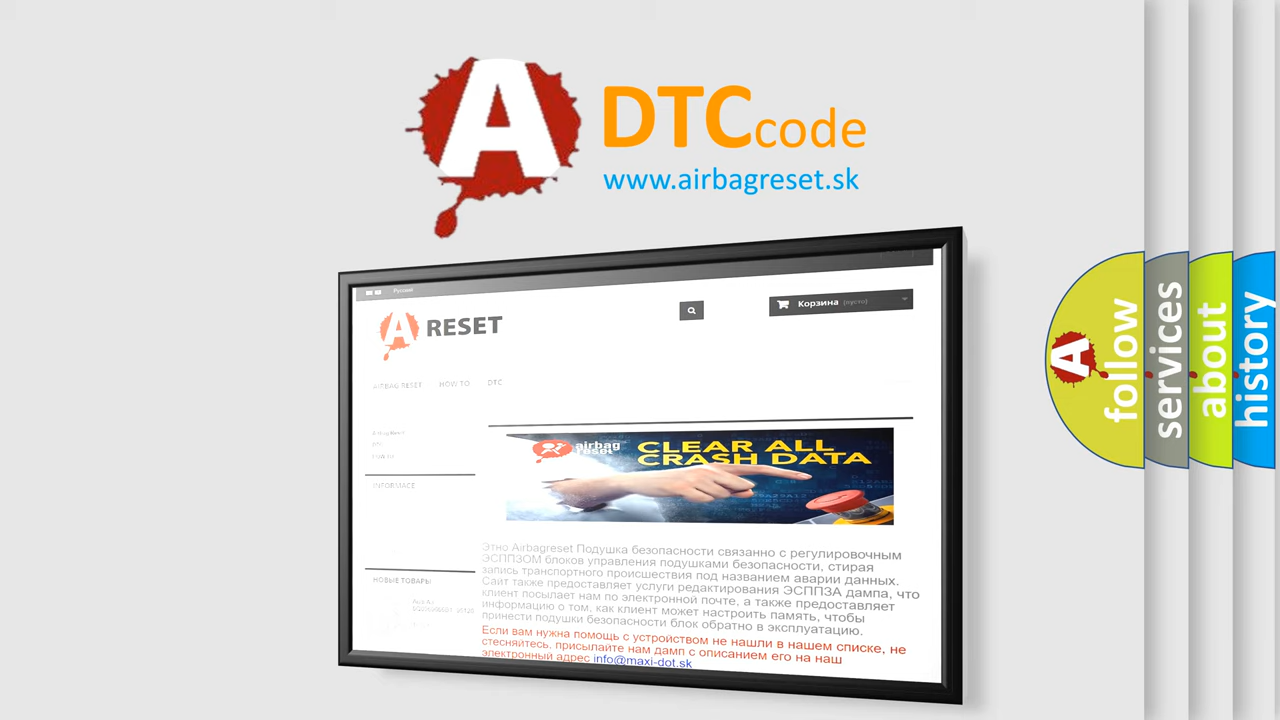 A
DTC code
www.airbagreset.sk
Русский
A RESET
Корзина (пусто)
AIRBAG RESET HOW TO DTC
DTC
INFORMACE
airbag reset
CLEAR ALL
CRASH DATA
Этно Airbagreset Подушка безопасности связанно с регулировочным
ЭСППЗОМ блоков управления подушками безопасности, стирая
запись транспортного происшествия под названием аварии данных.
Сайт также предоставляет услуги редактирования ЭСППЗА дампа, что
клиент посылает нам по электронной почте, а также предоставляет
информацию о том, как клиент может настроить память, чтобы
принести подушки безопасности блок обратно в эксплуатацию.
Если вам нужна помощь с устройством не нашли в нашем списке, не
стесняйтесь, присылайте нам дамп с описанием его на наш
электронный адрес info@maxi-dot.sk
НОВЫЕ ТОВАРЫ
A
follow
services
about
history